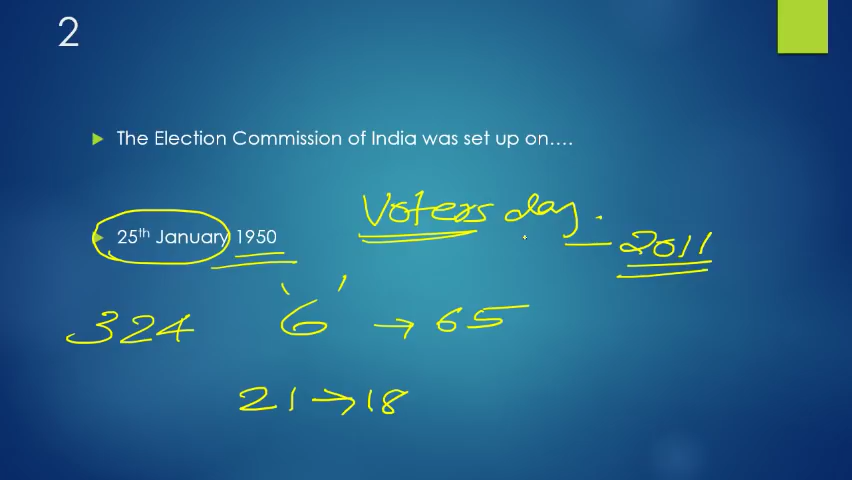 2
The Election Commission of India was set up on….
Voters day.
25th January 1950
— 2011
324 '6' → 65
21 → 18